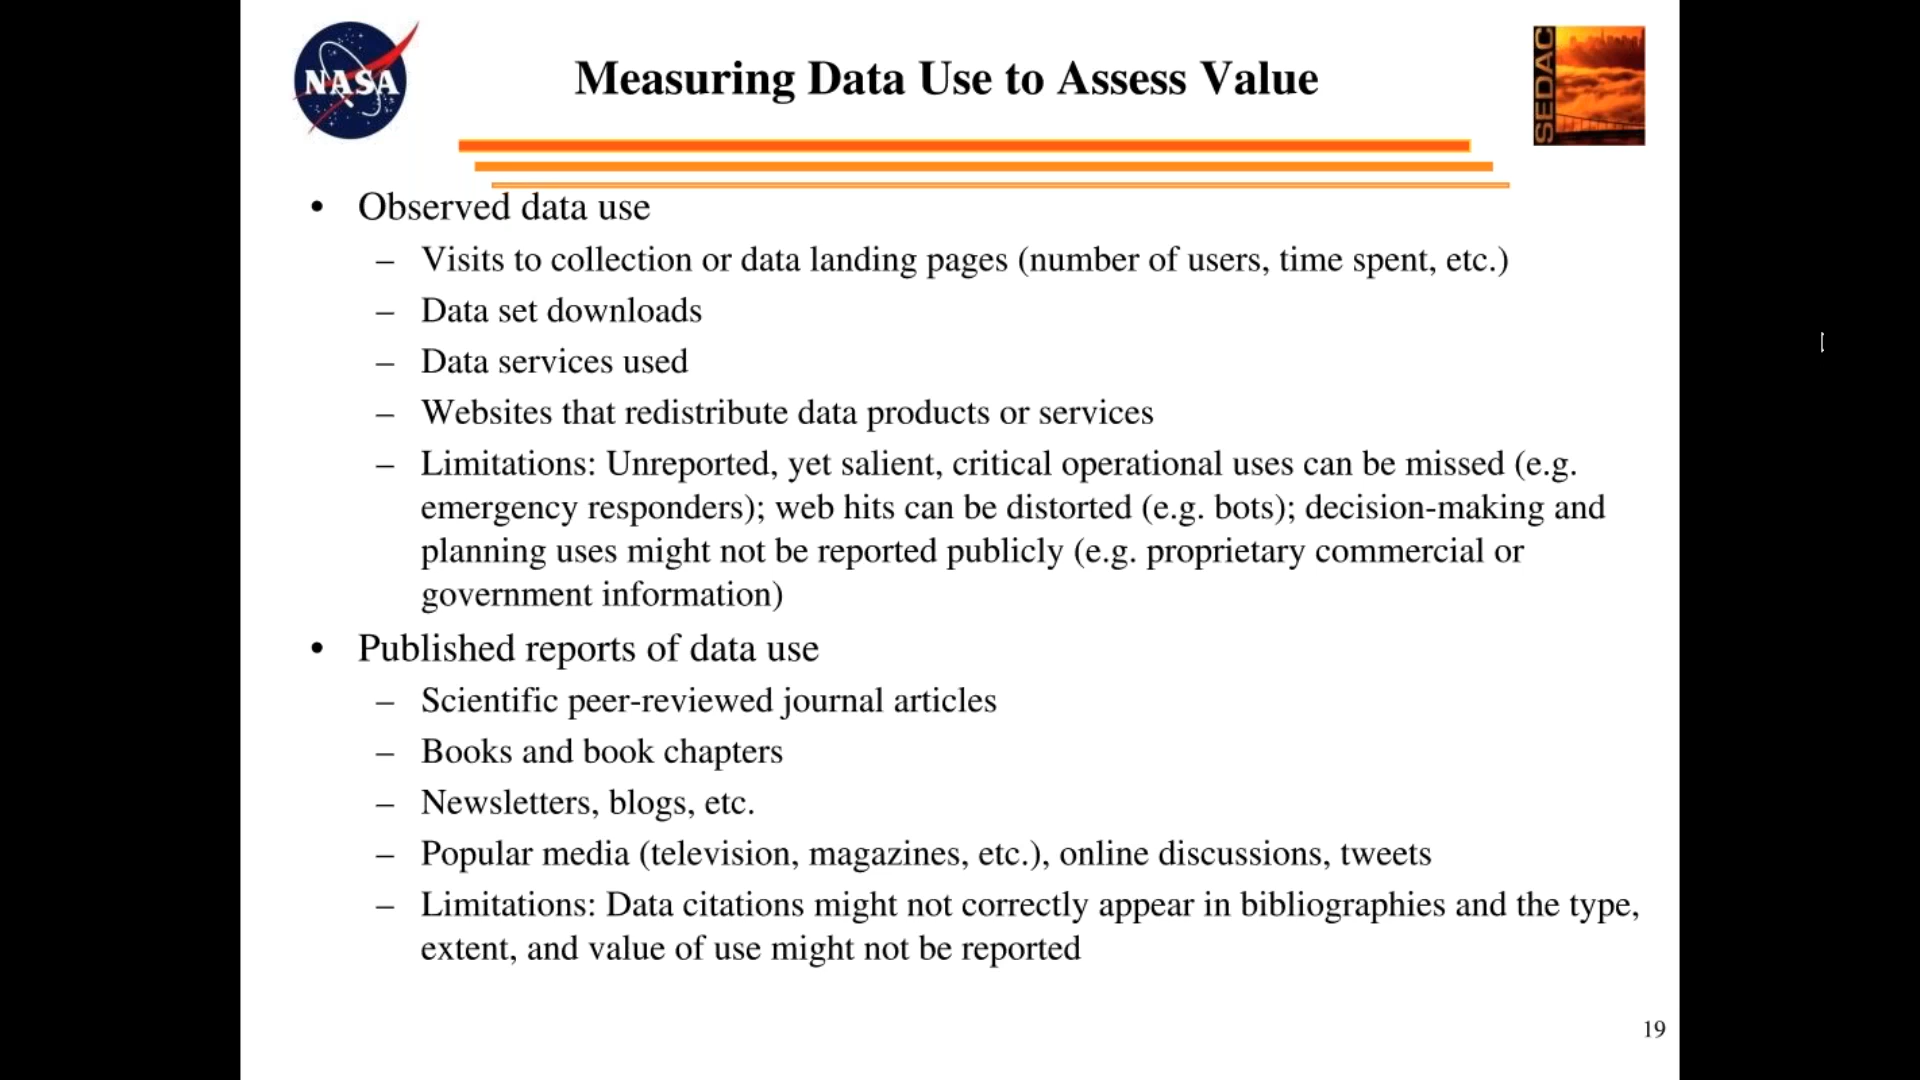 NASA
Measuring Data Use to Assess Value
SEDAC
• Observed data use
– Visits to collection or data landing pages (number of users, time spent, etc.)
– Data set downloads
– Data services used
– Websites that redistribute data products or services
– Limitations: Unreported, yet salient, critical operational uses can be missed (e.g.
emergency responders); web hits can be distorted (e.g. bots); decision-making and
planning uses might not be reported publicly (e.g. proprietary commercial or
government information)
• Published reports of data use
– Scientific peer-reviewed journal articles
– Books and book chapters
– Newsletters, blogs, etc.
– Popular media (television, magazines, etc.), online discussions, tweets
– Limitations: Data citations might not correctly appear in bibliographies and the type,
extent, and value of use might not be reported
19